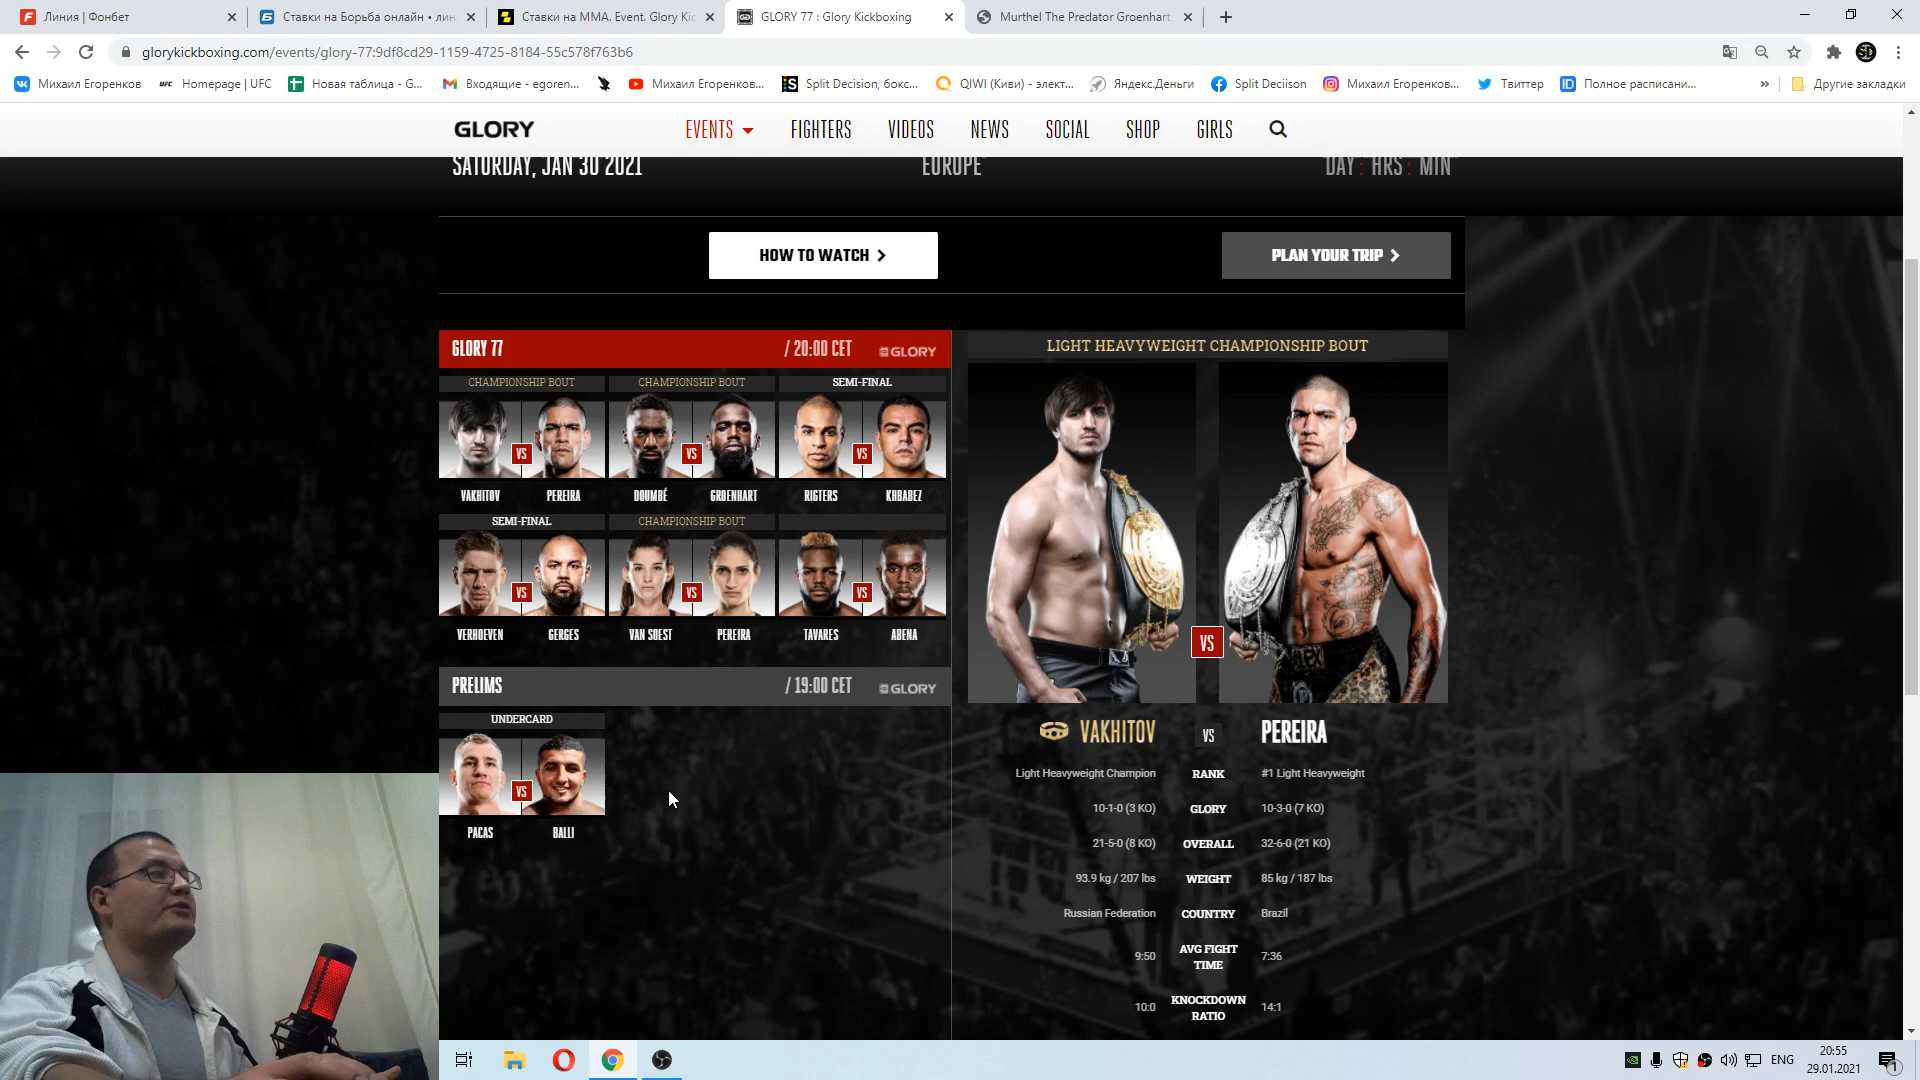 Линия | Фонбет
Ставки на Борьба онлайн • лин
Ставки на ММА. Event. Glory Kic
GLORY 77 : Glory Kickboxing
Murthel The Predator Groenhart
glorykickboxing.com/events/glory-77:9df8cd29-1159-4725-8184-55c578f763b6
Михаил Егоренков
UFC
Homepage | UFC
Новая таблица - G...
Входящие - egoren...
Михаил Егоренков...
Split Decision, бокс...
QIWI (Киви) - элект...
Яндекс.Деньги
Split Deciison
Михаил Егоренков...
Твиттер
Полное расписани...
»
Другие закладки
GLORY
EVENTS
FIGHTERS
VIDEOS
NEWS
SOCIAL
SHOP
GIRLS
SATURDAY, JAN 30 2021
EUROPE
DAY : HRS : MIN
HOW TO WATCH
PLAN YOUR TRIP
GLORY 77
/ 20:00 CET
GLORY
CHAMPIONSHIP BOUT
CHAMPIONSHIP BOUT
SEMI-FINAL
VS
VS
VS
VAKHITOV
PEREIRA
DOUMBÉ
GROENHART
RIGTERS
KHBABEZ
SEMI-FINAL
CHAMPIONSHIP BOUT
VS
VS
VS
VERHOEVEN
GERGES
VAN SOEST
PEREIRA
TAVARES
ABENA
PRELIMS
/ 19:00 CET
GLORY
UNDERCARD
VS
PACAS
BALLI
LIGHT HEAVYWEIGHT CHAMPIONSHIP BOUT
VS
VAKHITOV
VS
PEREIRA
Light Heavyweight Champion
RANK
#1 Light Heavyweight
10-1-0 (3 KO)
GLORY
10-3-0 (7 KO)
21-5-0 (8 KO)
OVERALL
32-6-0 (21 KO)
93.9 kg / 207 lbs
WEIGHT
85 kg / 187 lbs
Russian Federation
COUNTRY
Brazil
9:50
AVG FIGHT
TIME
7:36
10:0
KNOCKDOWN
RATIO
14:1
ENG
20:55
29.01.2021
1